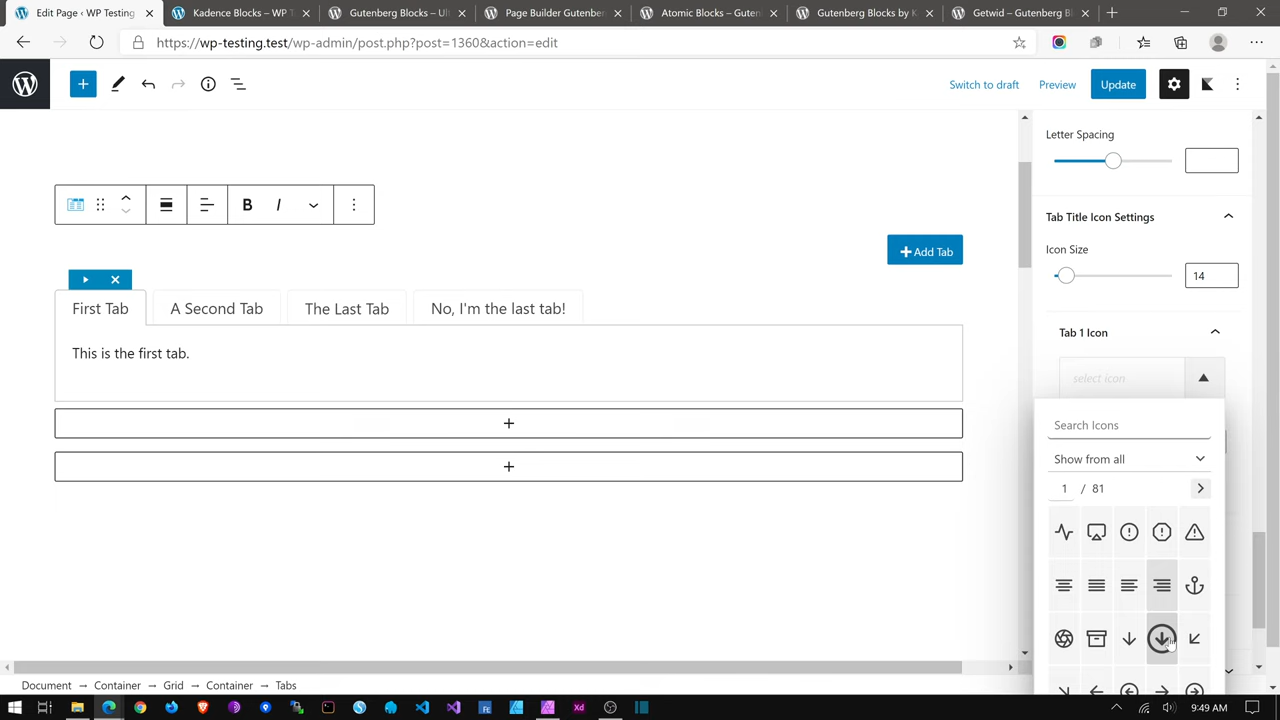 Edit Page ‹ WP Testing
Kadence Blocks – WP T
Gutenberg Blocks – Ul
Page Builder Gutenber
Atomic Blocks – Guten
Gutenberg Blocks by K
Getwid – Gutenberg Bl
https://wp-testing.test/wp-admin/post.php?post=1360&action=edit
Switch to draft
Preview
Update
Letter Spacing
B I
Tab Title Icon Settings
Add Tab
Icon Size
14
First Tab
A Second Tab
The Last Tab
No, I'm the last tab!
Tab 1 Icon
This is the first tab.
select icon
Search Icons
Show from all
1 / 81
Document → Container → Grid → Container → Tabs
9:49 AM